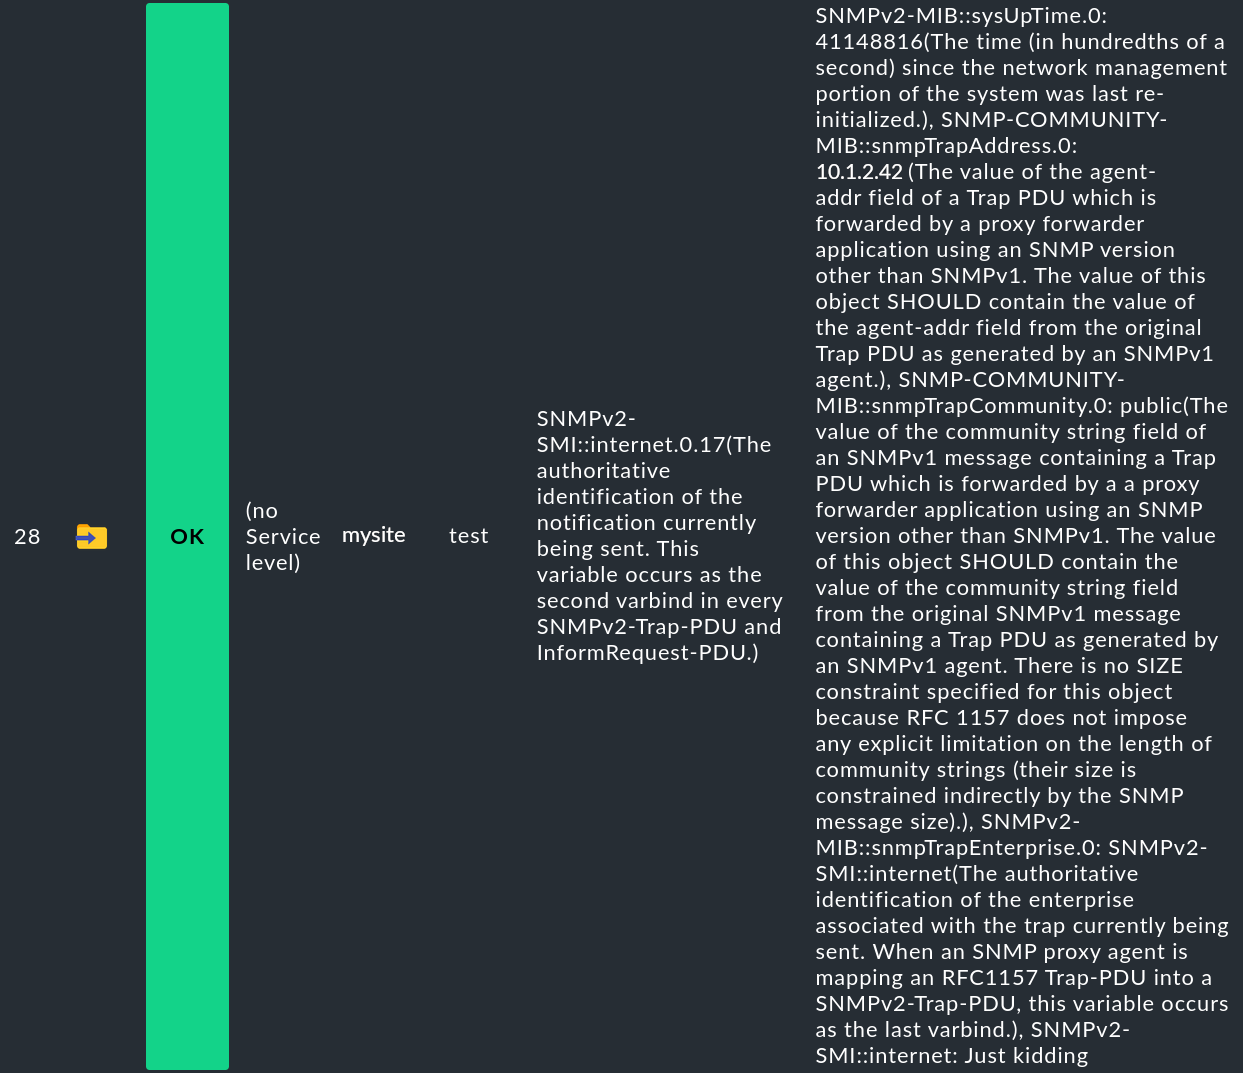 28
OK
(no
Service
level)
mysite
test
SNMPv2-
SMI::internet.0.17(The
authoritative
identification of the
notification currently
being sent. This
variable occurs as the
second varbind in every
SNMPv2-Trap-PDU and
InformRequest-PDU.)
SNMPv2-MIB::sysUpTime.0:
41148816(The time (in hundredths of a
second) since the network management
portion of the system was last re-
initialized.), SNMP-COMMUNITY-
MIB::snmpTrapAddress.0:
10.1.2.42 (The value of the agent-
addr field of a Trap PDU which is
forwarded by a proxy forwarder
application using an SNMP version
other than SNMPv1. The value of this
object SHOULD contain the value of
the agent-addr field from the original
Trap PDU as generated by an SNMPv1
agent.), SNMP-COMMUNITY-
MIB::snmpTrapCommunity.0: public(The
value of the community string field of
an SNMPv1 message containing a Trap
PDU which is forwarded by a a proxy
forwarder application using an SNMP
version other than SNMPv1. The value
of this object SHOULD contain the
value of the community string field
from the original SNMPv1 message
containing a Trap PDU as generated by
an SNMPv1 agent. There is no SIZE
constraint specified for this object
because RFC 1157 does not impose
any explicit limitation on the length of
community strings (their size is
constrained indirectly by the SNMP
message size).), SNMPv2-
MIB::snmpTrapEnterprise.0: SNMPv2-
SMI::internet(The authoritative
identification of the enterprise
associated with the trap currently being
sent. When an SNMP proxy agent is
mapping an RFC1157 Trap-PDU into a
SNMPv2-Trap-PDU, this variable occurs
as the last varbind.), SNMPv2-
SMI::internet: Just kidding